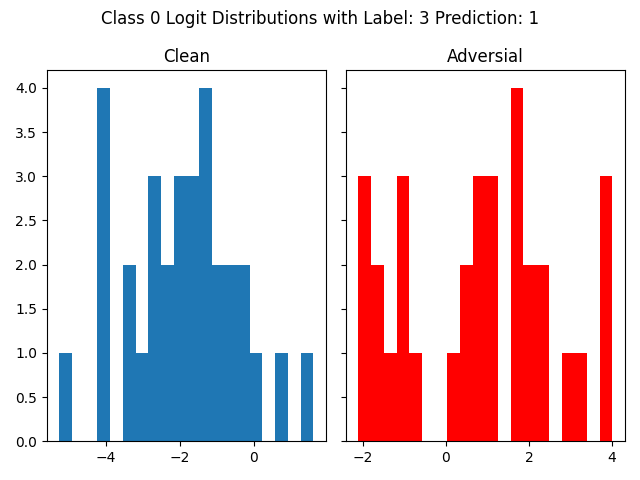 Class 0 Logit Distributions with Label: 3 Prediction: 1
Clean
Adversial
4.0
3.5
3.0
2.5
2.0
1.5
1.0
0.5
0.0
−4 −2 0
−2 0 2 4